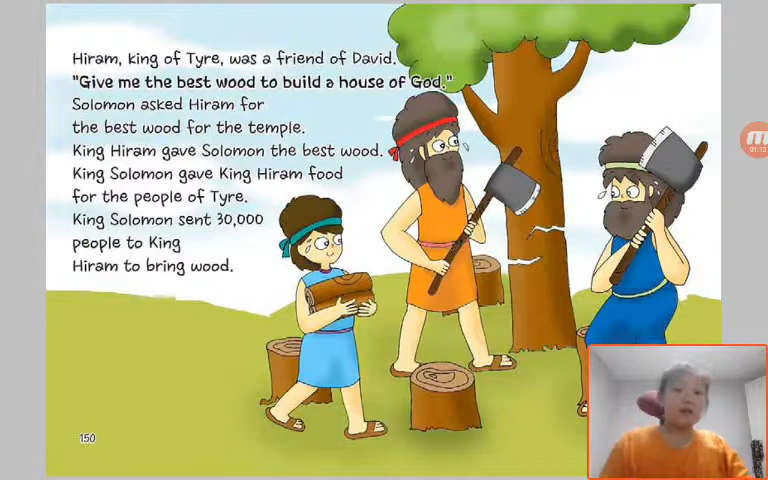 Hiram, king of Tyre, was a friend of David.
"Give me the best wood to build a house of God."
Solomon asked Hiram for
the best wood for the temple.
King Hiram gave Solomon the best wood.
King Solomon gave King Hiram food
for the people of Tyre.
King Solomon sent 30,000
people to King
Hiram to bring wood.
150
01:13